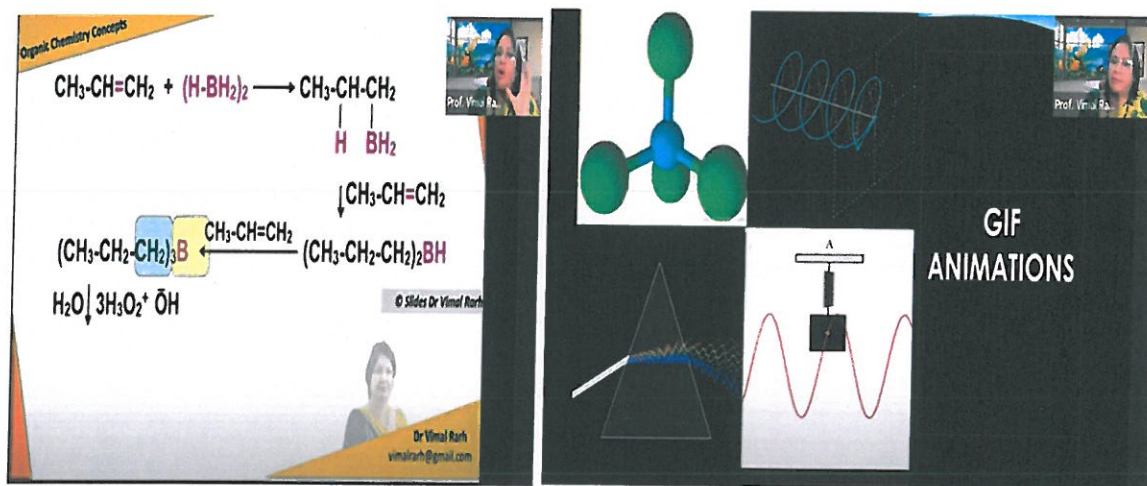 Organic Chemistry Concepts
CH₃-CH=CH₂ + (H-BH₂)₂ ⟶ CH₃-CH-CH₂
H BH₂
↓ CH₃-CH=CH₂
CH₃-CH=CH₂
(CH₃-CH₂-CH₂)₃B ⟵ (CH₃-CH₂-CH₂)₂BH
H₂O ↓ 3H₃O₂⁺ ŌH
© Slides Dr Vimal Rarh
Dr Vimal Rarh
vimalrarh@gmail.com
Prof. Vimal Ra...
A
GIF
ANIMATIONS
Prof. Vimal Ra...